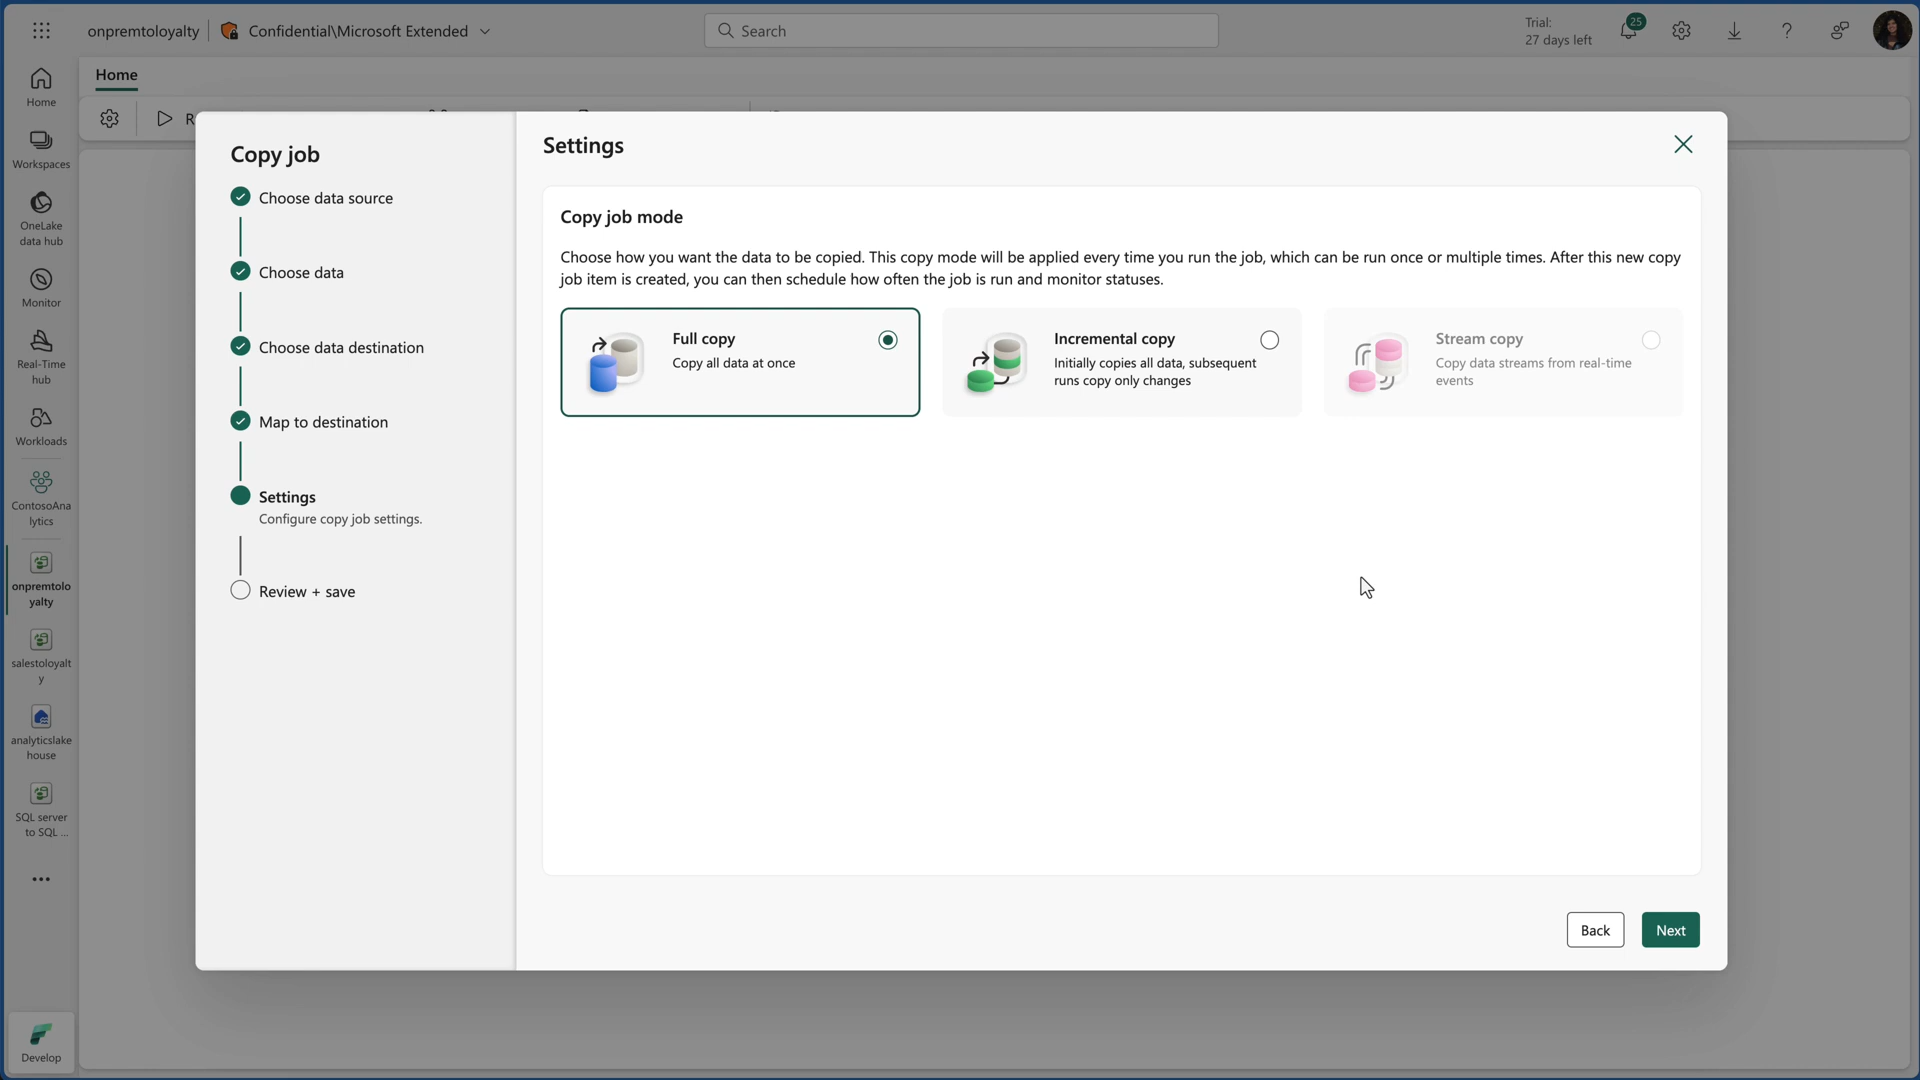 onpremtoloyalty
Confidential\Microsoft Extended
Search
Trial:
27 days left
25
Home
Home
Workspaces
OneLake
data hub
Monitor
Real-Time
hub
Workloads
ContosoAna
lytics
onpremtolo
yalty
salestoloyalt
y
analyticslake
house
SQL server
to SQL ...
Develop
R
Copy job
Choose data source
Choose data
Choose data destination
Map to destination
Settings
Configure copy job settings.
Review + save
Settings
Copy job mode
Choose how you want the data to be copied. This copy mode will be applied every time you run the job, which can be run once or multiple times. After this new copy
job item is created, you can then schedule how often the job is run and monitor statuses.
Full copy
Copy all data at once
Incremental copy
Initially copies all data, subsequent
runs copy only changes
Stream copy
Copy data streams from real-time
events
Back
Next